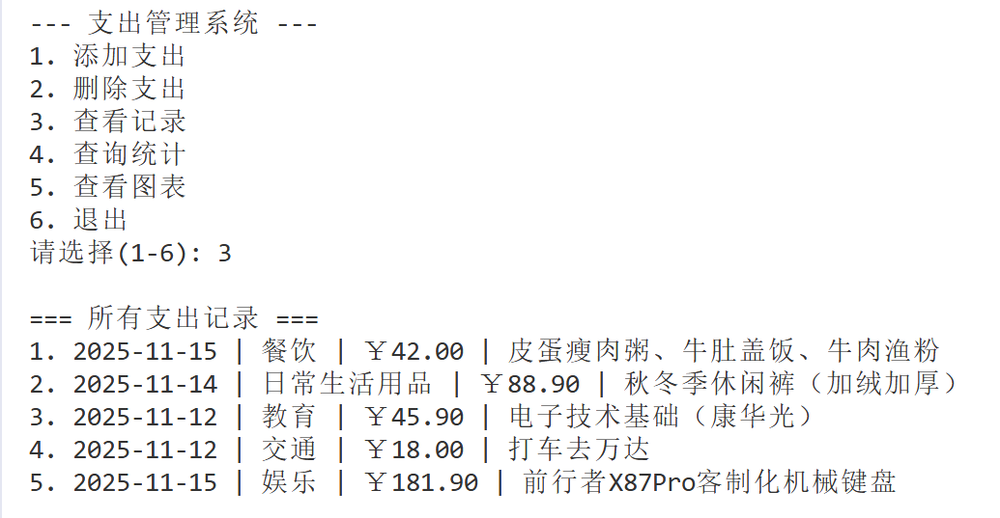 --- 支出管理系统 ---
1. 添加支出
2. 删除支出
3. 查看记录
4. 查询统计
5. 查看图表
6. 退出
请选择(1-6): 3
=== 所有支出记录 ===
1. 2025-11-15 | 餐饮 | ￥42.00 | 皮蛋瘦肉粥、牛肚盖饭、牛肉渔粉
2. 2025-11-14 | 日常生活用品 | ￥88.90 | 秋冬季休闲裤（加绒加厚）
3. 2025-11-12 | 教育 | ￥45.90 | 电子技术基础（康华光）
4. 2025-11-12 | 交通 | ￥18.00 | 打车去万达
5. 2025-11-15 | 娱乐 | ￥181.90 | 前行者X87Pro客制化机械键盘